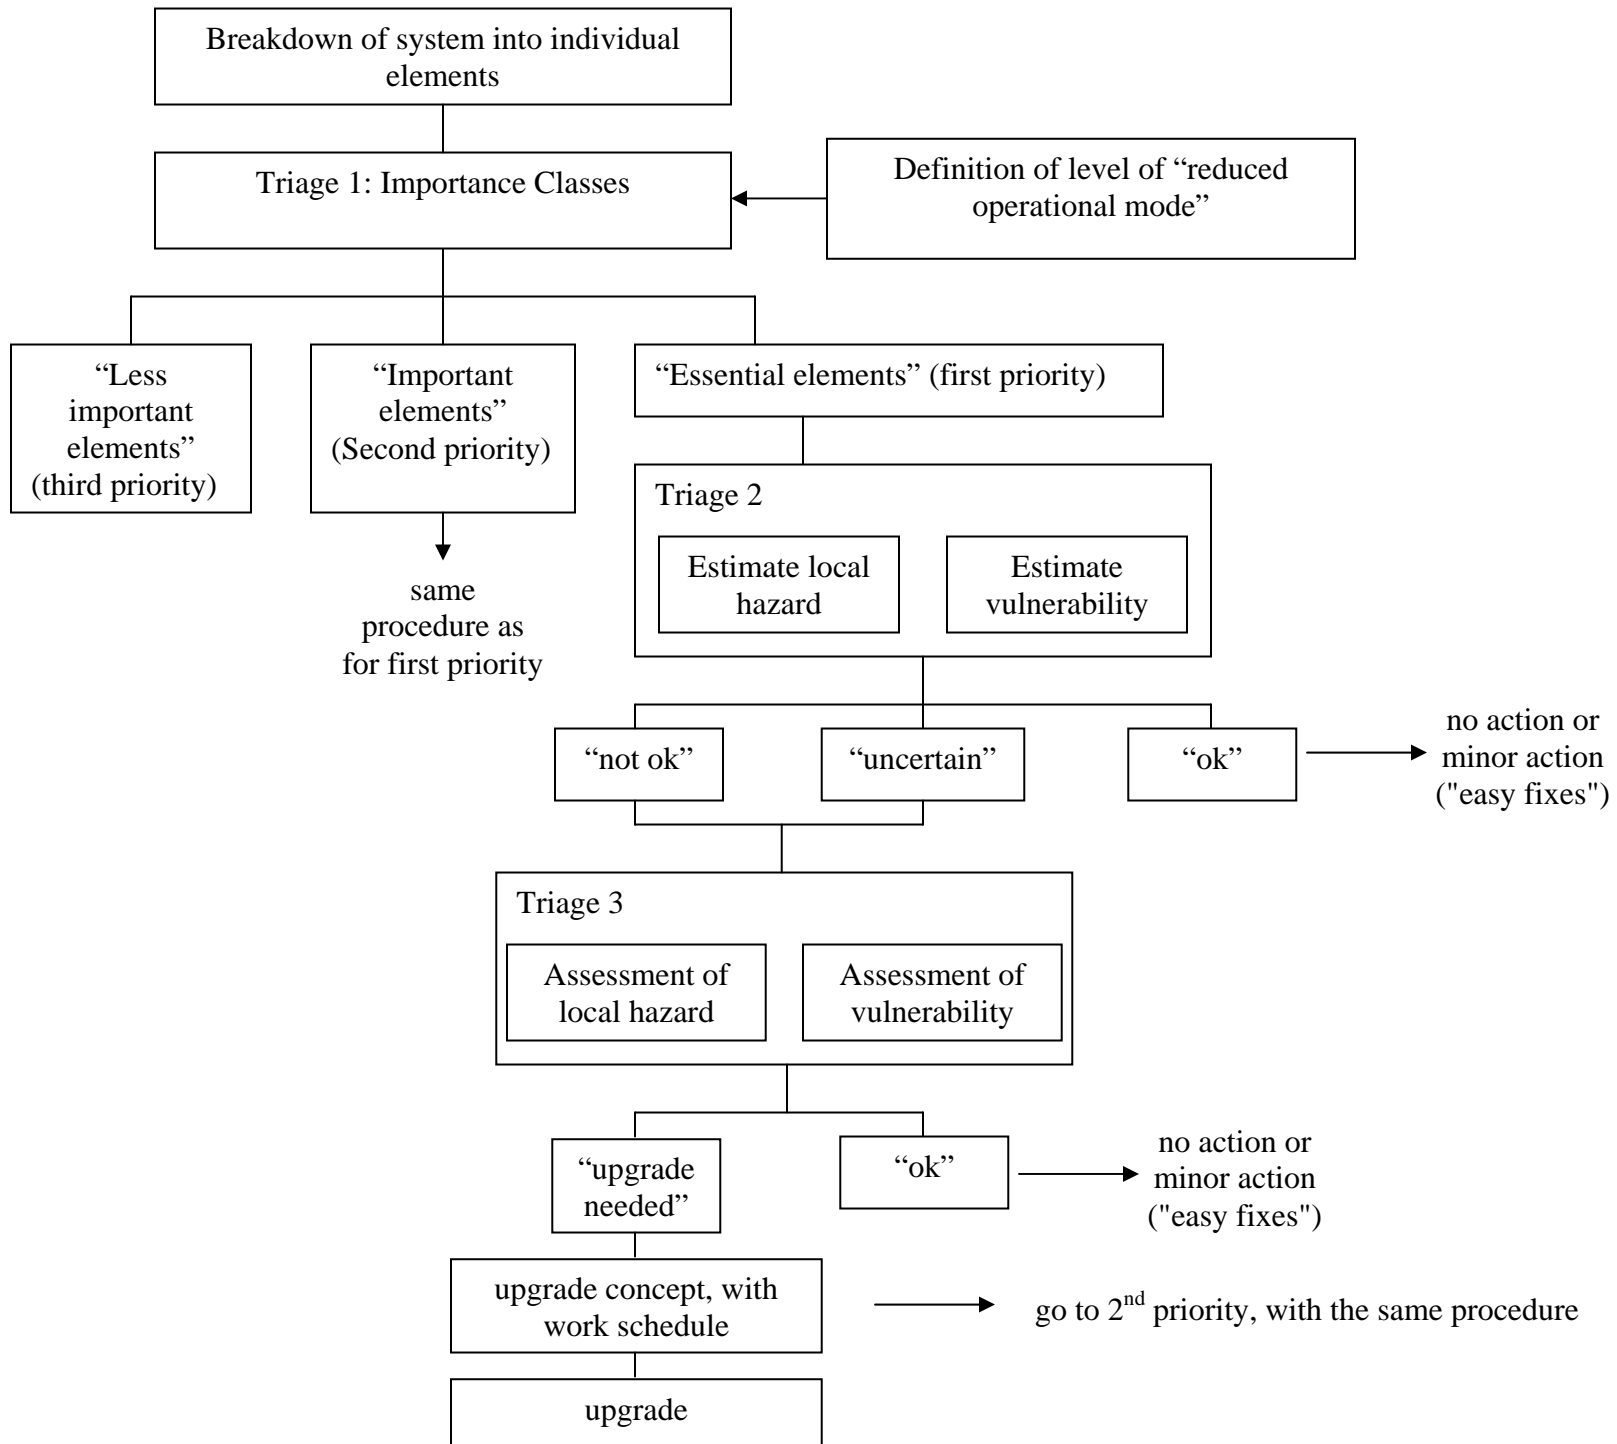 Breakdown of system into individual
elements
Triage 1: Importance Classes
Definition of level of “reduced
operational mode”
“Less
important
elements”
(third priority)
“Important
elements”
(Second priority)
“Essential elements” (first priority)
same
procedure as
for first priority
Triage 2
Estimate local
hazard
Estimate
vulnerability
“not ok”
“uncertain”
“ok”
no action or
minor action
("easy fixes")
Triage 3
Assessment of
local hazard
Assessment of
vulnerability
“upgrade
needed”
“ok”
no action or
minor action
("easy fixes")
upgrade concept, with
work schedule
go to 2nd priority, with the same procedure
upgrade